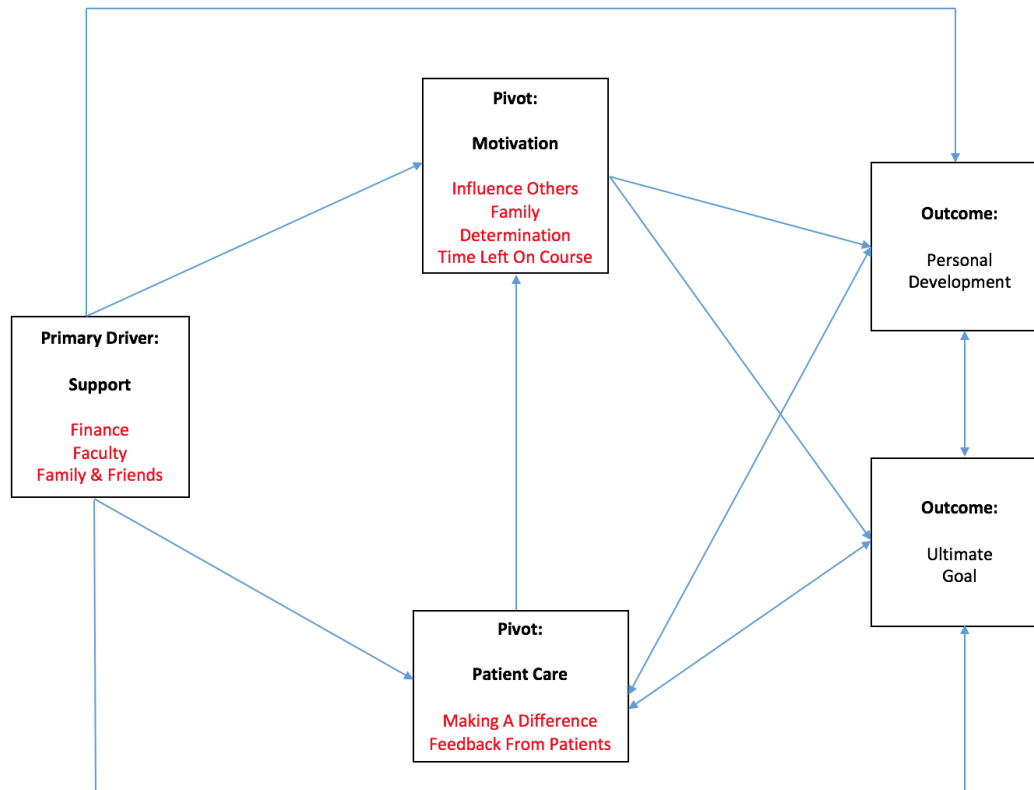 Pivot:
Motivation
Influence Others
Family
Determination
Time Left On Course
Outcome:
Personal
Development
Primary Driver:
Support
Finance
Faculty
Family & Friends
Outcome:
Ultimate
Goal
Pivot:
Patient Care
Making A Difference
Feedback From Patients